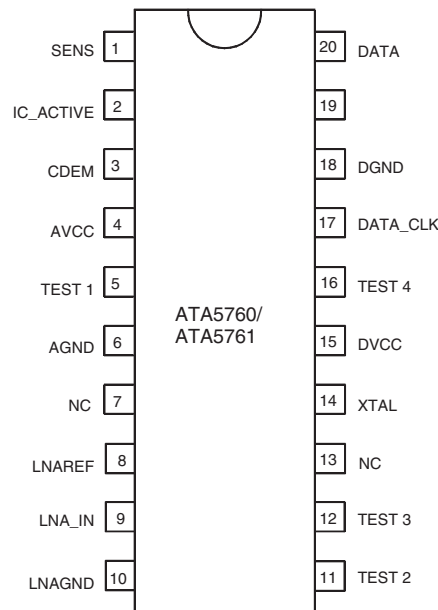 SENS 1 20 DATA
IC_ACTIVE 2 19
CDEM 3 18 DGND
AVCC 4 17 DATA_CLK
TEST 1 5 16 TEST 4
ATA5760/
ATA5761
AGND 6 15 DVCC
NC 7 14 XTAL
LNAREF 8 13 NC
LNA_IN 9 12 TEST 3
LNAGND 10 11 TEST 2